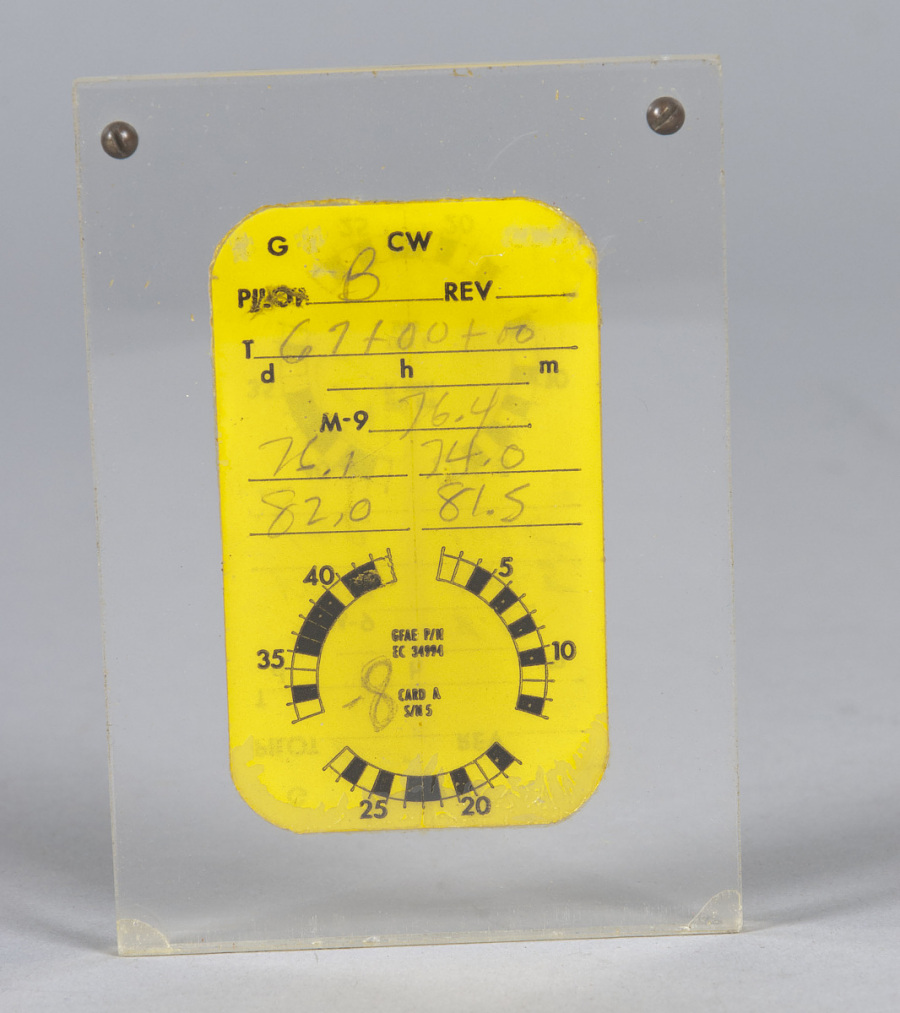 G CW
PILOT B REV
T 67+00+00
d h m
M-9 76.4
76.1 74.0
82.0 81.5
40 5
35 10
GFAE P/N
EC 34994
-8 CARD A
S/N 5
25 20